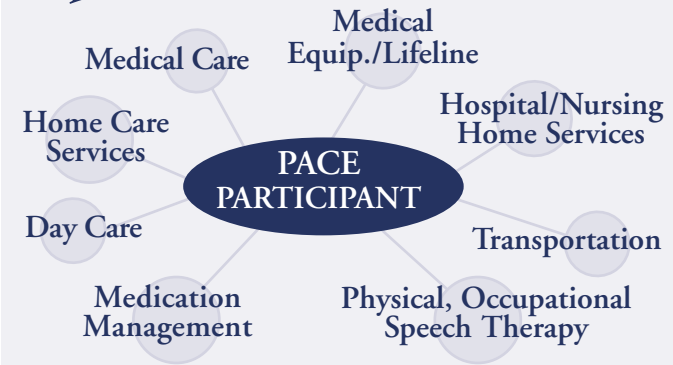 Medical
Equip./Lifeline
Medical Care
Hospital/Nursing
Home Services
Home Care
Services
PACE
PARTICIPANT
Day Care
Transportation
Medication
Management
Physical, Occupational
Speech Therapy